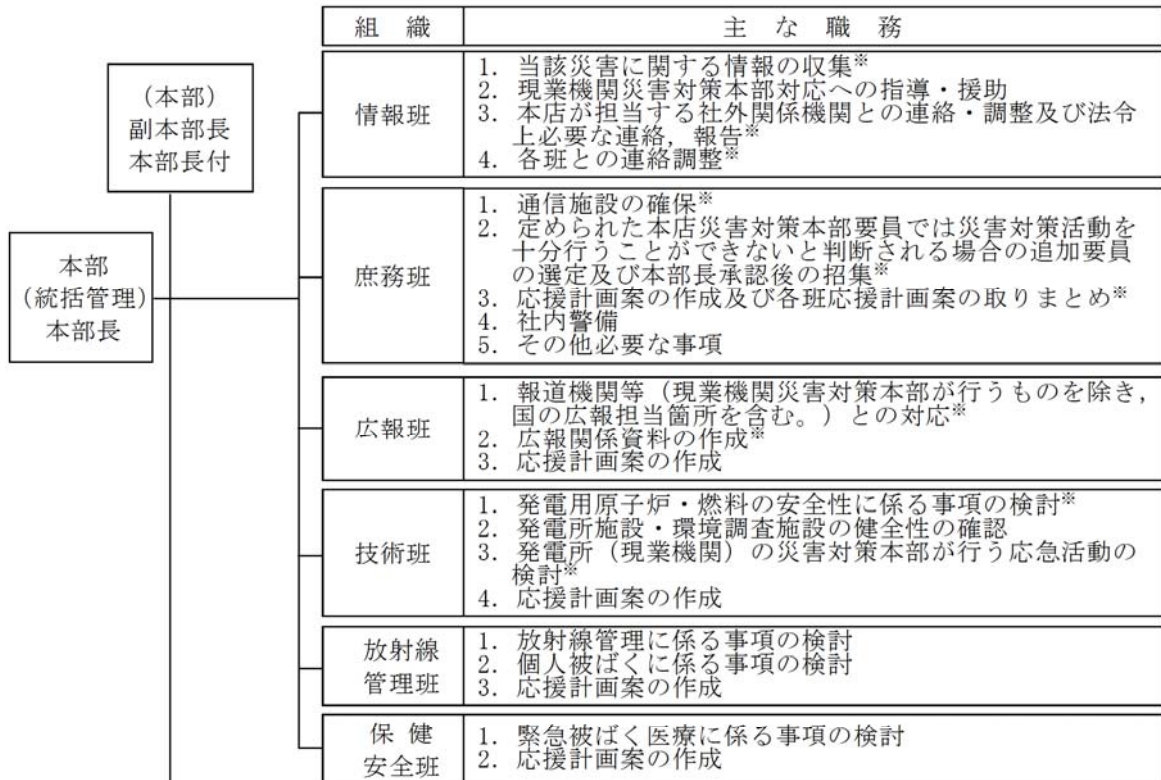 組織 主な職務
(本部)
副本部長
本部長付
本部
(統括管理)
本部長
情報班
1. 当該災害に関する情報の収集※
2. 現業機関災害対策本部対応への指導・援助
3. 本店が担当する社外関係機関との連絡・調整及び法令
上必要な連絡,報告※
4. 各班との連絡調整※
庶務班
1. 通信施設の確保※
2. 定められた本店災害対策本部要員では災害対策活動を
十分行うことができないと判断される場合の追加要員
の選定及び本部長承認後の招集※
3. 応援計画案の作成及び各班応援計画案の取りまとめ※
4. 社内警備
5. その他必要な事項
広報班
1. 報道機関等(現業機関災害対策本部が行うものを除き,
国の広報担当箇所を含む。)との対応※
2. 広報関係資料の作成※
3. 応援計画案の作成
技術班
1. 発電用原子炉・燃料の安全性に係る事項の検討※
2. 発電所施設・環境調査施設の健全性の確認
3. 発電所(現業機関)の災害対策本部が行う応急活動の
検討※
4. 応援計画案の作成
放射線
管理班
1. 放射線管理に係る事項の検討
2. 個人被ばくに係る事項の検討
3. 応援計画案の作成
保健
安全班
1. 緊急被ばく医療に係る事項の検討
2. 応援計画案の作成